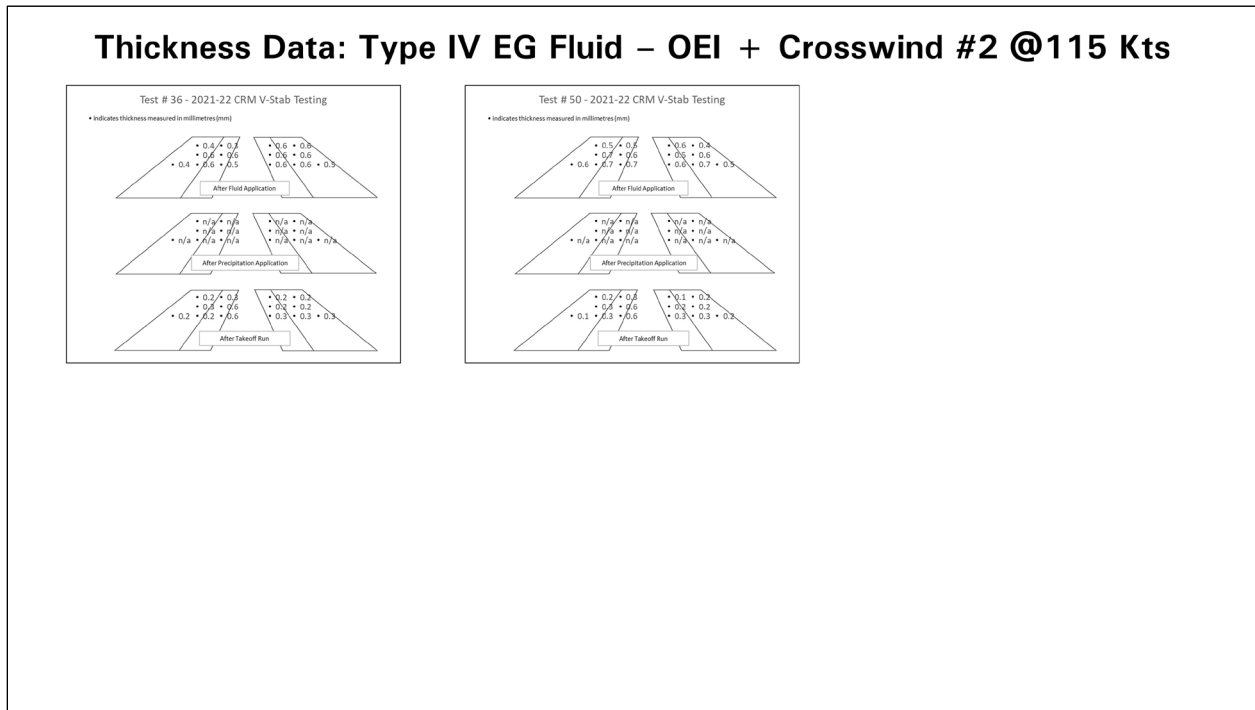 Thickness Data: Type IV EG Fluid – OEI + Crosswind #2 @115 Kts
Test # 36 - 2021-22 CRM V-Stab Testing
• Indicates thickness measured in millimetres (mm)
• 0.4 • 0.3 • 0.6 • 0.6
• 0.6 • 0.6 • 0.6 • 0.6
• 0.4 • 0.6 • 0.5 • 0.6 • 0.6 • 0.5
After Fluid Application
• n/a • n/a • n/a • n/a
• n/a • n/a • n/a • n/a
• n/a • n/a • n/a • n/a • n/a • n/a
After Precipitation Application
• 0.2 • 0.3 • 0.2 • 0.2
• 0.3 • 0.6 • 0.2 • 0.2
• 0.2 • 0.2 • 0.6 • 0.3 • 0.3 • 0.3
After Takeoff Run
Test # 50 - 2021-22 CRM V-Stab Testing
• Indicates thickness measured in millimetres (mm)
• 0.5 • 0.5 • 0.6 • 0.4
• 0.7 • 0.6 • 0.5 • 0.6
• 0.6 • 0.7 • 0.7 • 0.6 • 0.7 • 0.5
After Fluid Application
• n/a • n/a • n/a • n/a
• n/a • n/a • n/a • n/a
• n/a • n/a • n/a • n/a • n/a • n/a
After Precipitation Application
• 0.2 • 0.3 • 0.1 • 0.2
• 0.3 • 0.6 • 0.2 • 0.2
• 0.1 • 0.3 • 0.6 • 0.3 • 0.3 • 0.2
After Takeoff Run